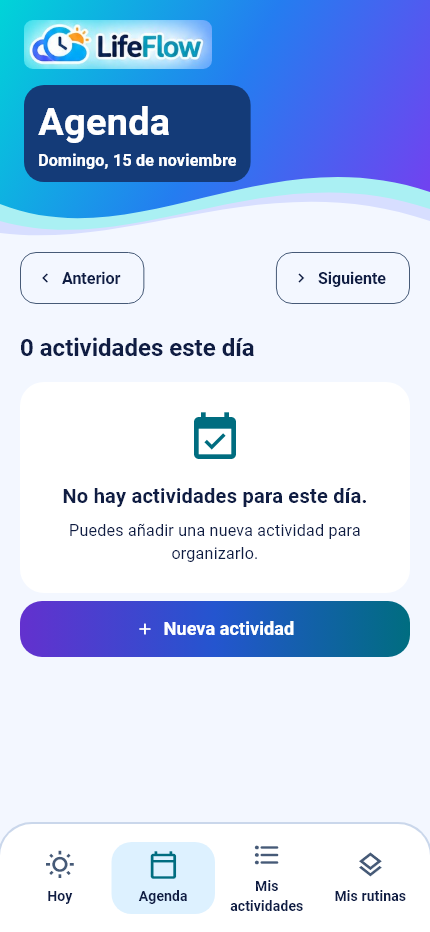 LifeFlow
Agenda
Domingo, 15 de noviembre
Anterior
Siguiente
0 actividades este día
No hay actividades para este día.
Puedes añadir una nueva actividad para
organizarlo.
Nueva actividad
Hoy
Agenda
Mis
actividades
Mis rutinas